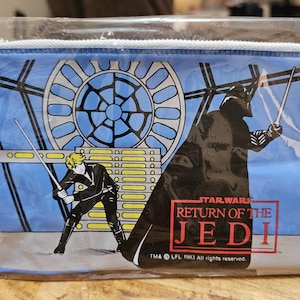 STAR WARS
RETURN OF THE
JEDI
TM & © LFL 1983 All rights reserved.